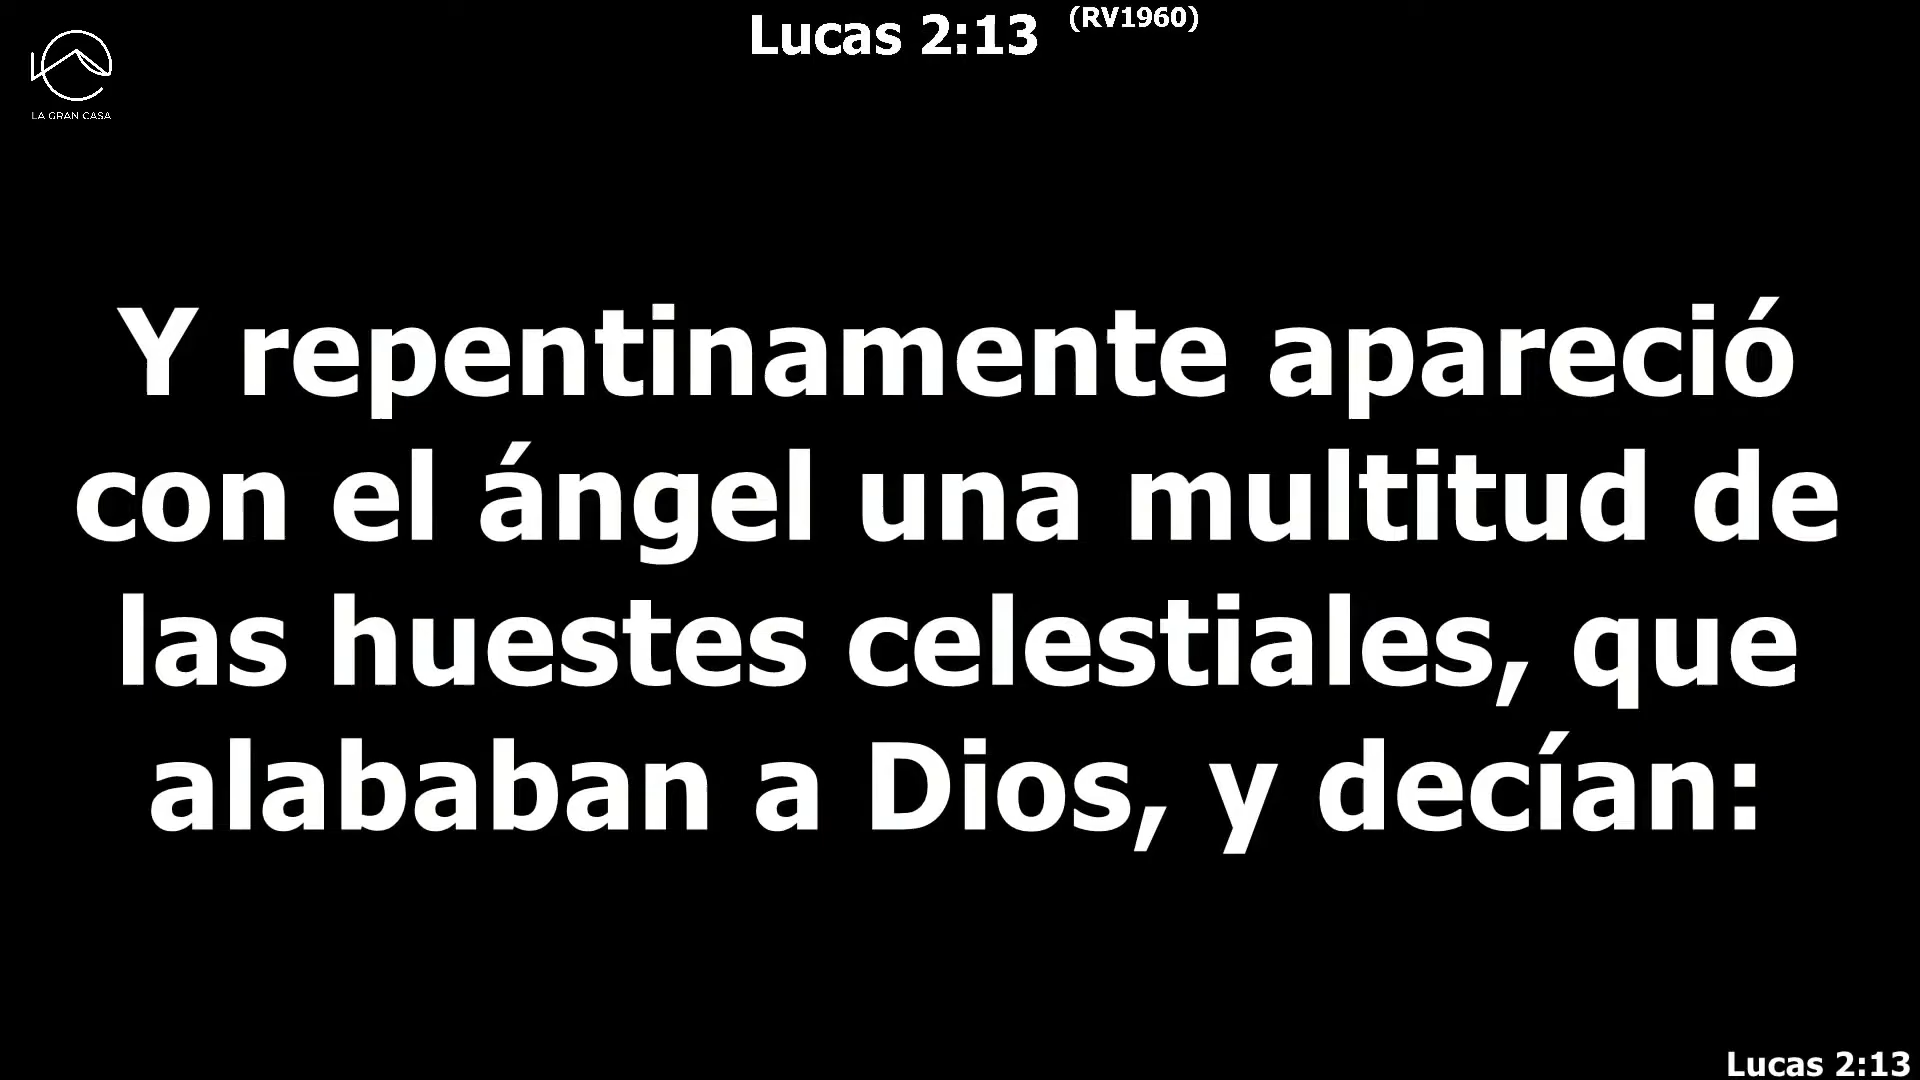 Lucas 2:13 (RV1960)
LA GRAN CASA
Y repentinamente apareció
con el ángel una multitud de
las huestes celestiales, que
alababan a Dios, y decían:
Lucas 2:13